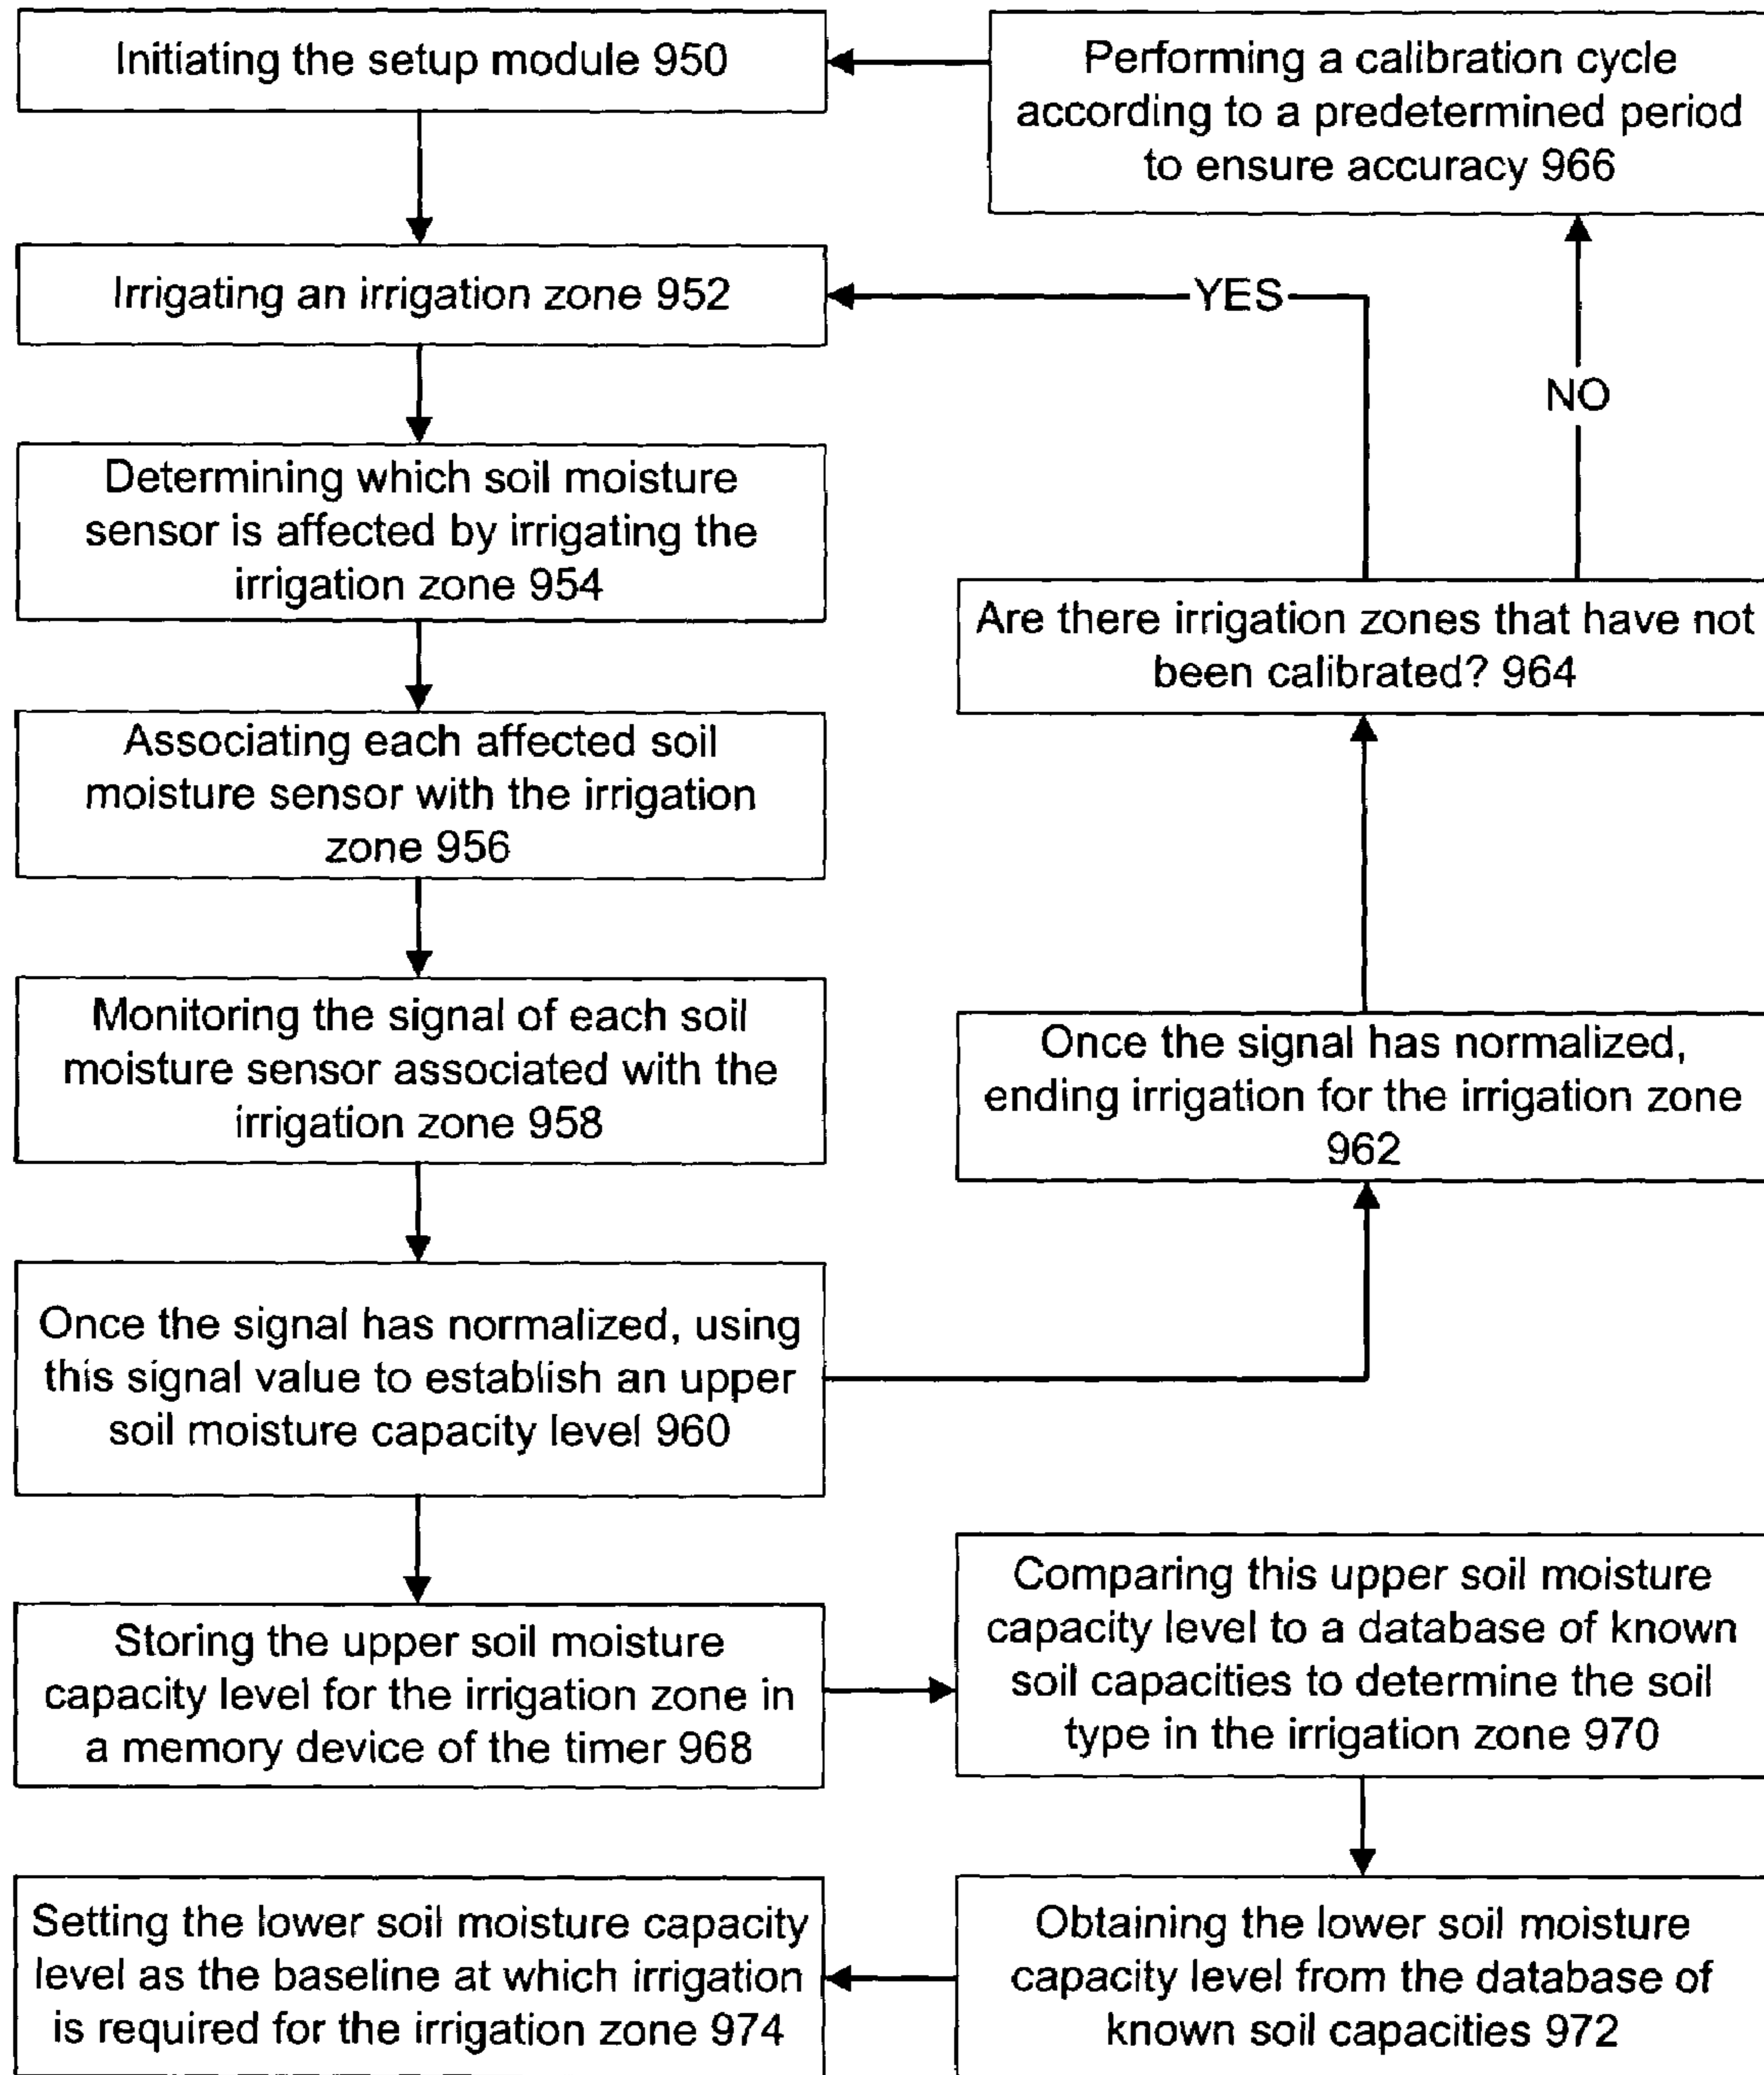 Initiating the setup module 950
Performing a calibration cycle
according to a predetermined period
to ensure accuracy 966
Irrigating an irrigation zone 952
YES
NO
Determining which soil moisture
sensor is affected by irrigating the
irrigation zone 954
Are there irrigation zones that have not
been calibrated? 964
Associating each affected soil
moisture sensor with the irrigation
zone 956
Monitoring the signal of each soil
moisture sensor associated with the
irrigation zone 958
Once the signal has normalized,
ending irrigation for the irrigation zone
962
Once the signal has normalized, using
this signal value to establish an upper
soil moisture capacity level 960
Storing the upper soil moisture
capacity level for the irrigation zone in
a memory device of the timer 968
Comparing this upper soil moisture
capacity level to a database of known
soil capacities to determine the soil
type in the irrigation zone 970
Setting the lower soil moisture capacity
level as the baseline at which irrigation
is required for the irrigation zone 974
Obtaining the lower soil moisture
capacity level from the database of
known soil capacities 972